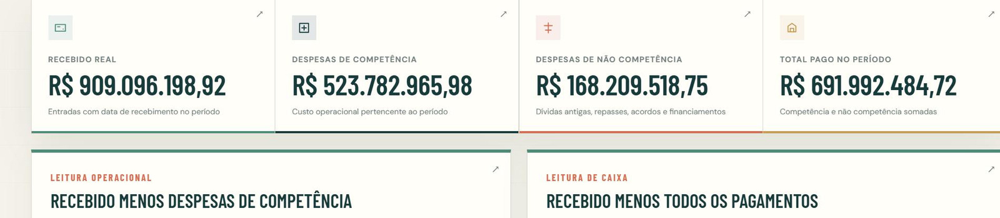 RECEBIDO REAL
R$ 909.096.198,92
Entradas com data de recebimento no período
DESPESAS DE COMPETÊNCIA
R$ 523.782.965,98
Custo operacional pertencente ao período
DESPESAS DE NÃO COMPETÊNCIA
R$ 168.209.518,75
Dívidas antigas, repasses, acordos e financiamentos
TOTAL PAGO NO PERÍODO
R$ 691.992.484,72
Competência e não competência somadas
LEITURA OPERACIONAL
RECEBIDO MENOS DESPESAS DE COMPETÊNCIA
LEITURA DE CAIXA
RECEBIDO MENOS TODOS OS PAGAMENTOS